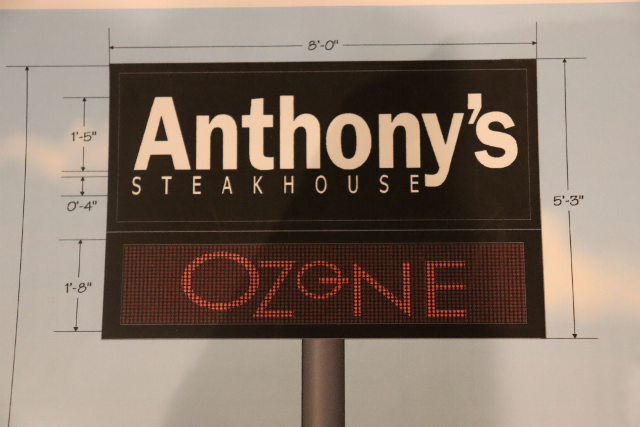 8'-0"
1'-5"
Anthony's
STEAKHOUSE
0'-4"
5'-3"
1'-8"
OZONE